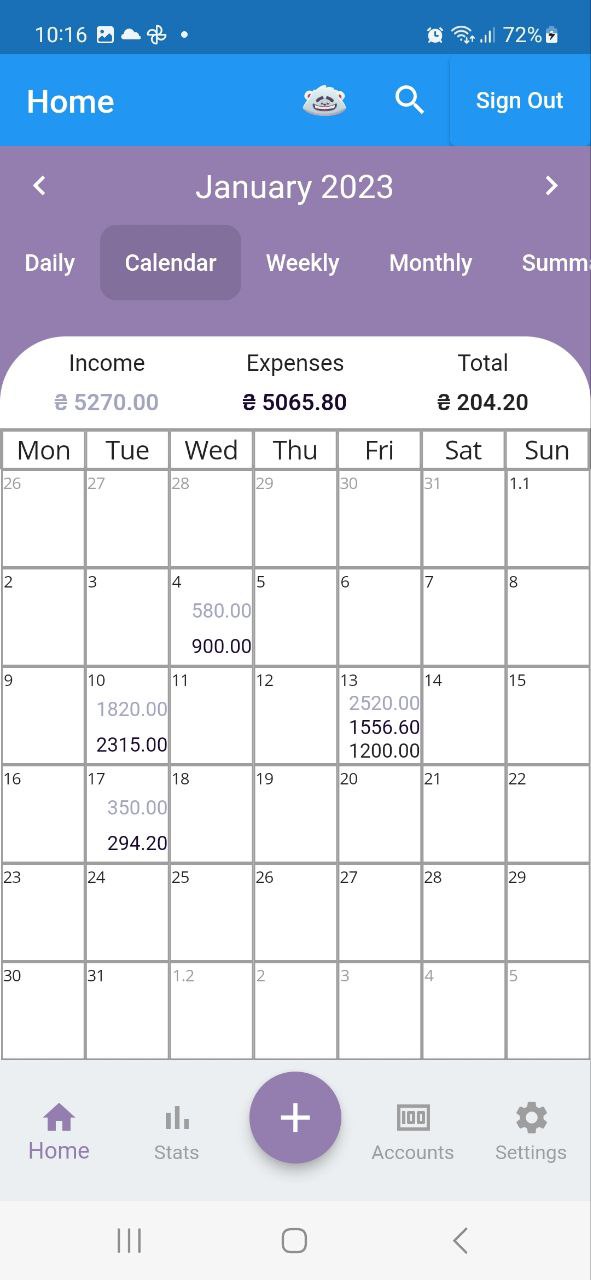 10:16 72%
Home Sign Out
January 2023
Daily Calendar Weekly Monthly Summ
Income Expenses Total
₴ 5270.00 ₴ 5065.80 ₴ 204.20
Mon Tue Wed Thu Fri Sat Sun
26 27 28 29 30 31 1.1
2 3 4 5 6 7 8
580.00
900.00
9 10 11 12 13 14 15
1820.00 2520.00
2315.00 1556.60
1200.00
16 17 18 19 20 21 22
350.00
294.20
23 24 25 26 27 28 29
30 31 1.2 2 3 4 5
100
Home Stats Accounts Settings